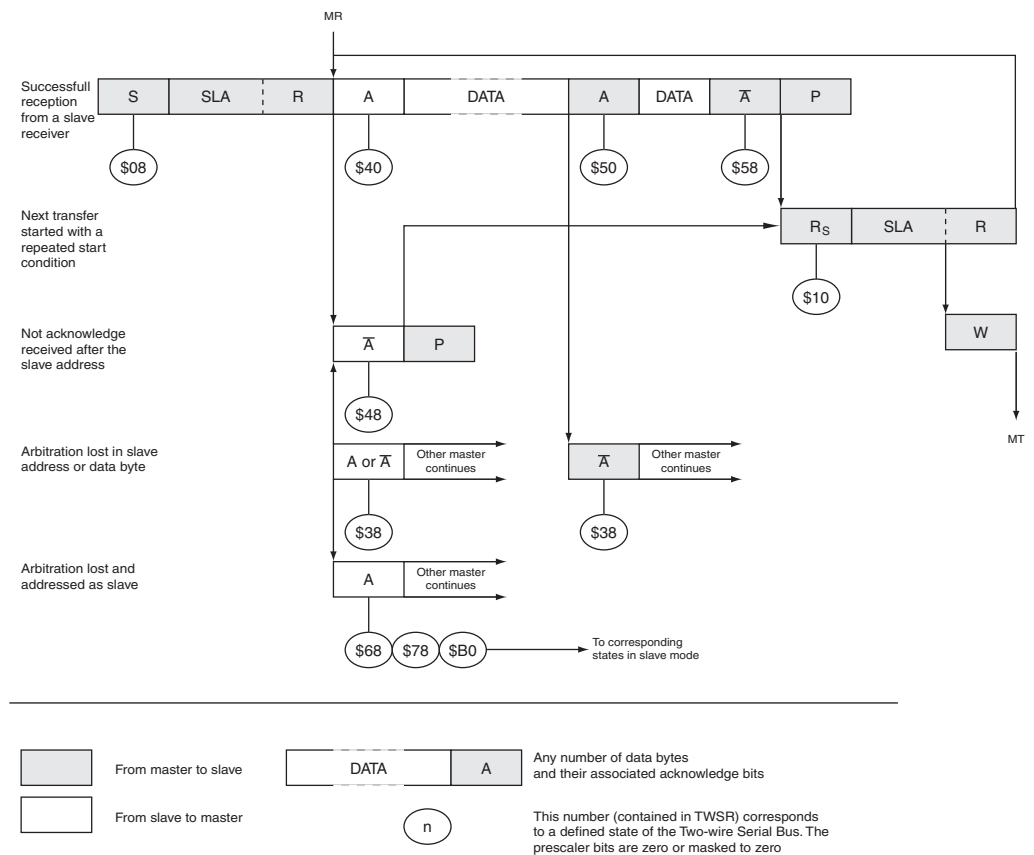 MR
Successfull
reception
from a slave
receiver
S SLA R A DATA A DATA A̅ P
$08 $40 $50 $58
Next transfer
started with a
repeated start
condition
RS SLA R
$10
Not acknowledge
received after the
slave address
A̅ P
W
$48
MT
Arbitration lost in slave
address or data byte
A or A̅
Other master
continues
A̅
Other master
continues
$38 $38
Arbitration lost and
addressed as slave
A
Other master
continues
$68 $78 $B0
To corresponding
states in slave mode
From master to slave
DATA A
Any number of data bytes
and their associated acknowledge bits
From slave to master
n
This number (contained in TWSR) corresponds
to a defined state of the Two-wire Serial Bus. The
prescaler bits are zero or masked to zero